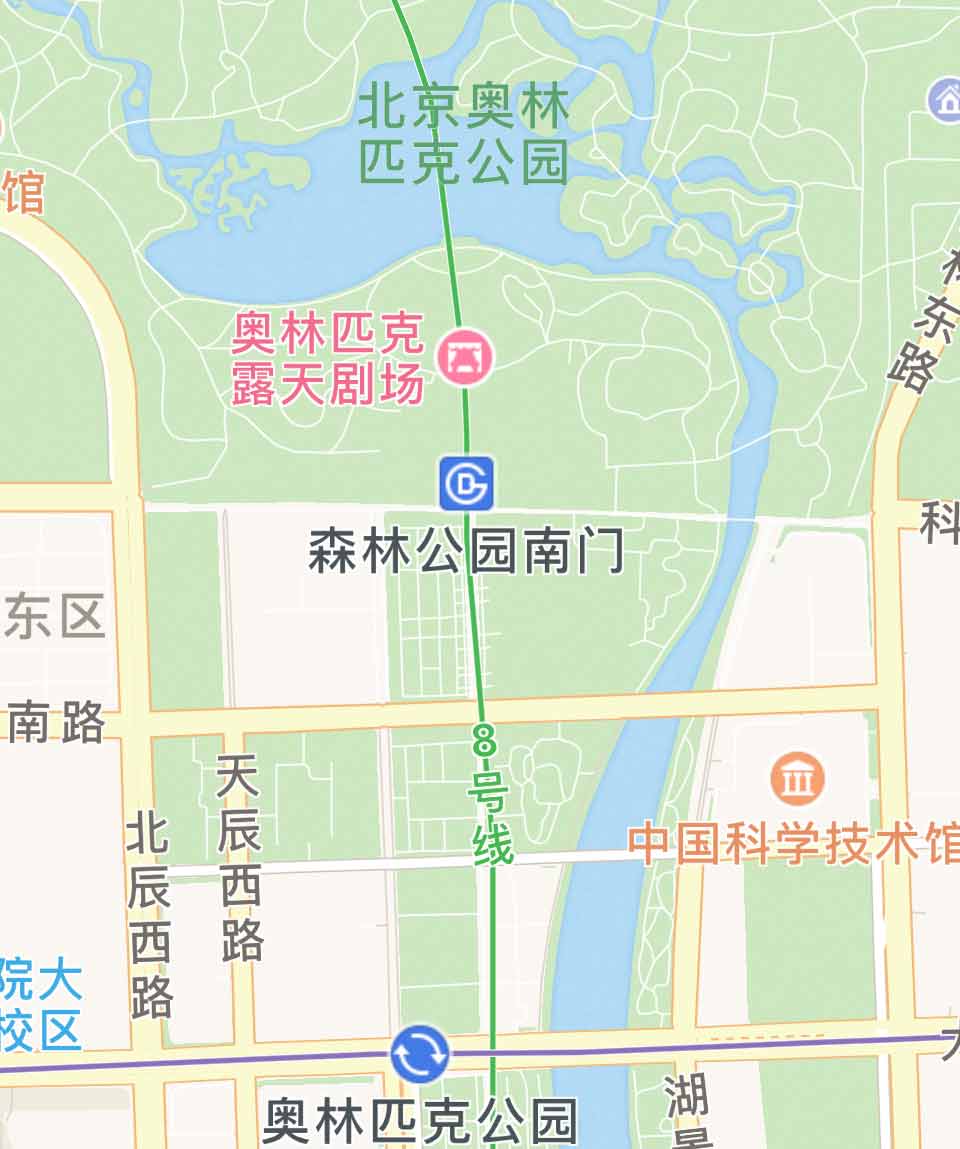 北京奥林
匹克公园
馆
奥林匹克
露天剧场
东路
森林公园南门
科
东区
南路
8号线
天辰西路
北辰西路
中国科学技术馆
院大
校区
奥林匹克公园
湖景